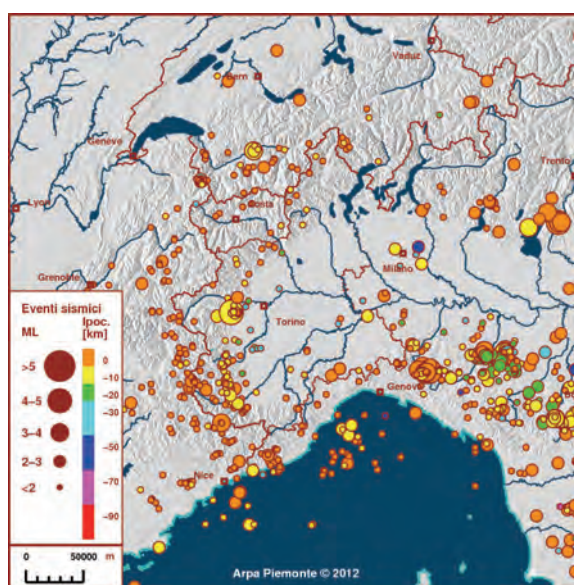 Vaduz
Bern
Genève
Trento
Lyon
Aosta
Milano
Grenoble
Torino
Genova
Nice
Eventi sismici
ML
Ipoc.
[km]
>5
4–5
3–4
2–3
<2
0
−10
−20
−30
−50
−70
−90
0
50000
m
Arpa Piemonte © 2012